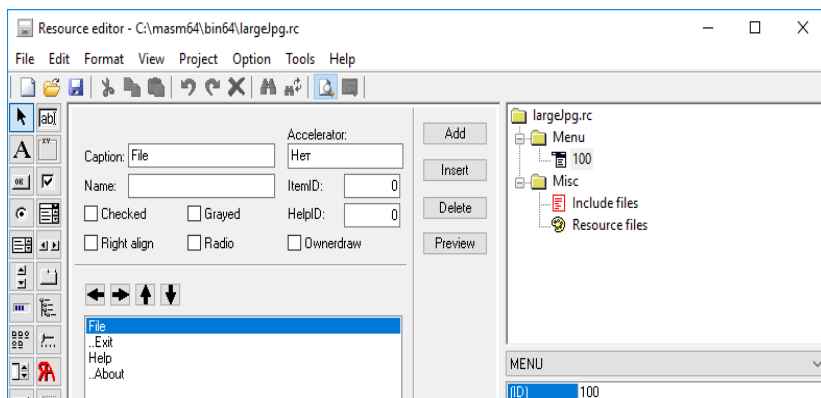 Resource editor - C:\masm64\bin64\largeJpg.rc
File Edit Format View Project Option Tools Help
Caption: File
Accelerator:
Нет
Name:
ItemID: 0
Checked Grayed HelpID: 0
Right align Radio Ownerdraw
Add
Insert
Delete
Preview
File
..Exit
Help
..About
largeJpg.rc
Menu
100
Misc
Include files
Resource files
MENU
(ID) 100